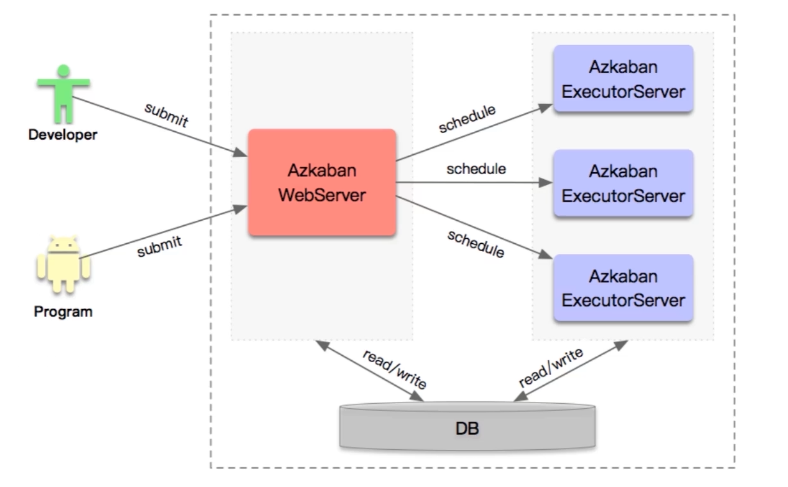 Developer
submit
Program
submit
Azkaban
WebServer
schedule
schedule
schedule
Azkaban
ExecutorServer
Azkaban
ExecutorServer
Azkaban
ExecutorServer
read/write
read/write
DB